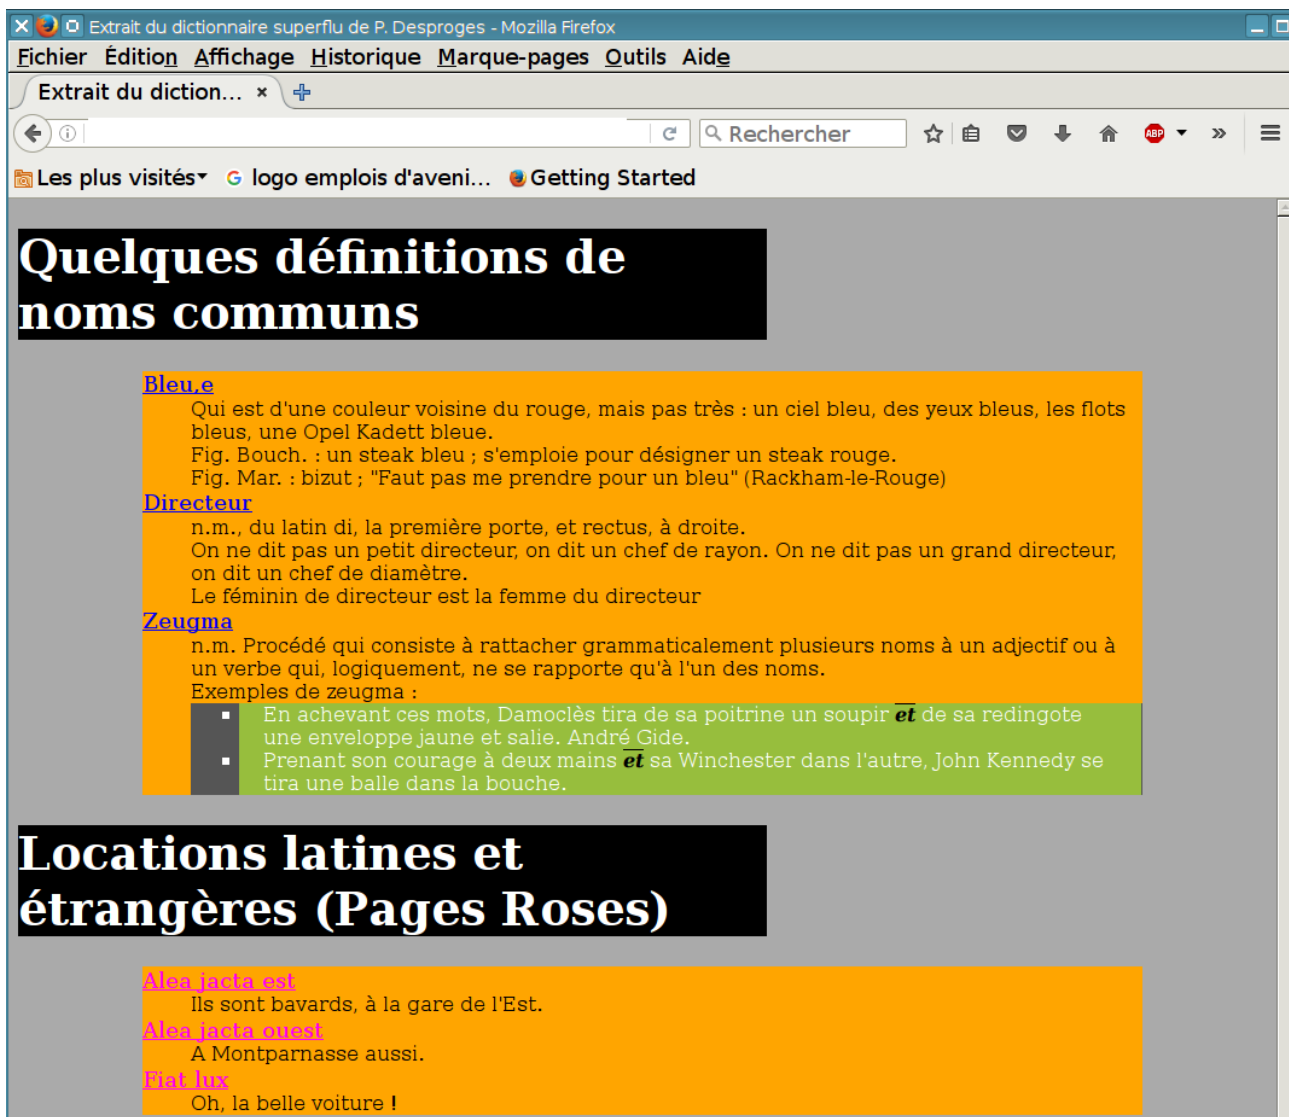 Extrait du dictionnaire superflu de P. Desproges - Mozilla Firefox
Fichier Édition Affichage Historique Marque-pages Outils Aide
Extrait du diction...
Rechercher
ABP
Les plus visités
G logo emplois d'aveni...
Getting Started
Quelques définitions de
noms communs
Bleu,e
Qui est d'une couleur voisine du rouge, mais pas très : un ciel bleu, des yeux bleus, les flots
bleus, une Opel Kadett bleue.
Fig. Bouch. : un steak bleu ; s'emploie pour désigner un steak rouge.
Fig. Mar. : bizut ; "Faut pas me prendre pour un bleu" (Rackham-le-Rouge)
Directeur
n.m., du latin di, la première porte, et rectus, à droite.
On ne dit pas un petit directeur, on dit un chef de rayon. On ne dit pas un grand directeur,
on dit un chef de diamètre.
Le féminin de directeur est la femme du directeur
Zeugma
n.m. Procédé qui consiste à rattacher grammaticalement plusieurs noms à un adjectif ou à
un verbe qui, logiquement, ne se rapporte qu'à l'un des noms.
Exemples de zeugma :
En achevant ces mots, Damoclès tira de sa poitrine un soupir et de sa redingote
une enveloppe jaune et salie. André Gide.
Prenant son courage à deux mains et sa Winchester dans l'autre, John Kennedy se
tira une balle dans la bouche.
Locations latines et
étrangères (Pages Roses)
Alea jacta est
Ils sont bavards, à la gare de l'Est.
Alea jacta ouest
A Montparnasse aussi.
Fiat lux
Oh, la belle voiture !